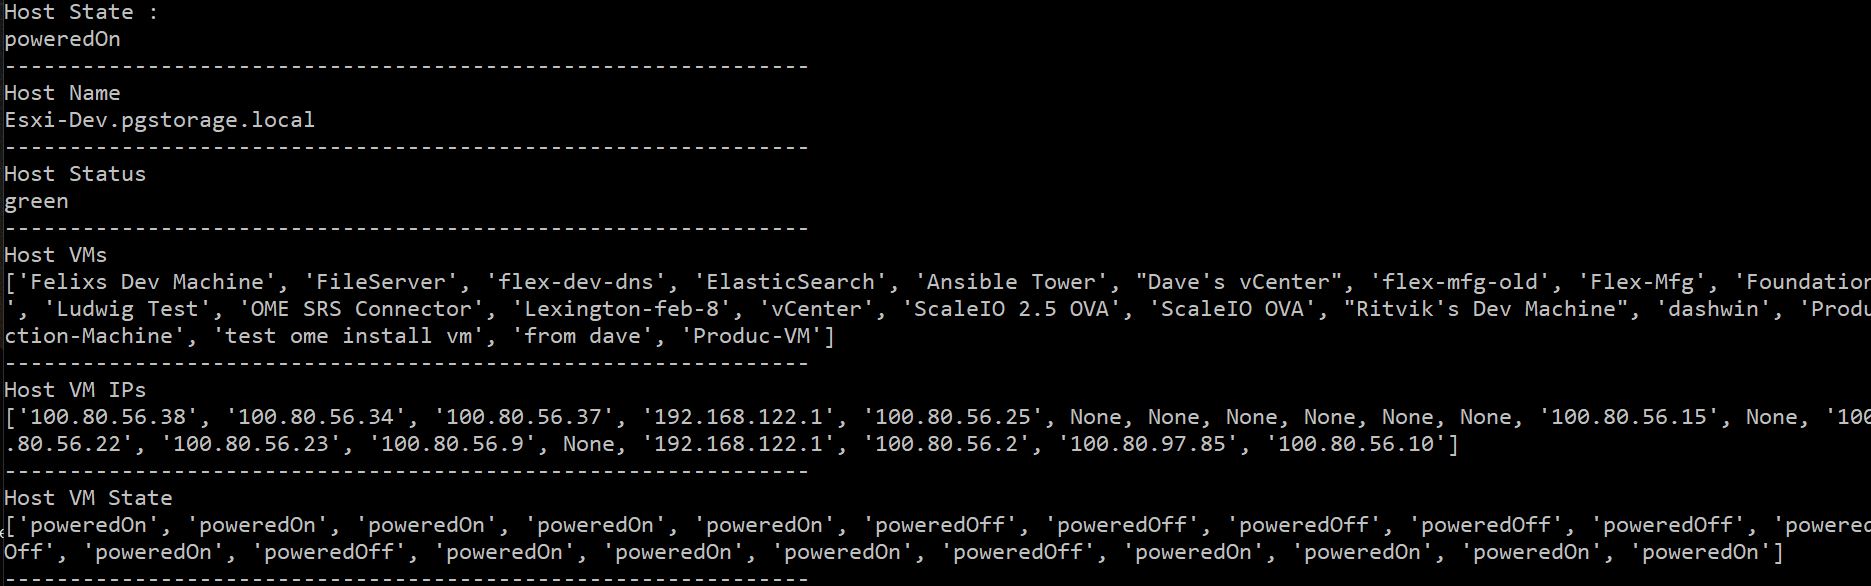 Host State :
poweredOn
--------------------------------------------------------------
Host Name
Esxi-Dev.pgstorage.local
--------------------------------------------------------------
Host Status
green
--------------------------------------------------------------
Host VMs
['Felixs Dev Machine', 'FileServer', 'flex-dev-dns', 'ElasticSearch', 'Ansible Tower', "Dave's vCenter", 'flex-mfg-old', 'Flex-Mfg', 'Foundation
', 'Ludwig Test', 'OME SRS Connector', 'Lexington-feb-8', 'vCenter', 'ScaleIO 2.5 OVA', 'ScaleIO OVA', "Ritvik's Dev Machine", 'dashwin', 'Produ
ction-Machine', 'test ome install vm', 'from dave', 'Produc-VM']
--------------------------------------------------------------
Host VM IPs
['100.80.56.38', '100.80.56.34', '100.80.56.37', '192.168.122.1', '100.80.56.25', None, None, None, None, None, None, '100.80.56.15', None, '100
.80.56.22', '100.80.56.23', '100.80.56.9', None, '192.168.122.1', '100.80.56.2', '100.80.97.85', '100.80.56.10']
--------------------------------------------------------------
Host VM State
['poweredOn', 'poweredOn', 'poweredOn', 'poweredOn', 'poweredOn', 'poweredOff', 'poweredOff', 'poweredOff', 'poweredOff', 'poweredOff', 'powered
Off', 'poweredOn', 'poweredOff', 'poweredOn', 'poweredOn', 'poweredOn', 'poweredOff', 'poweredOn', 'poweredOn', 'poweredOn', 'poweredOn']
--------------------------------------------------------------